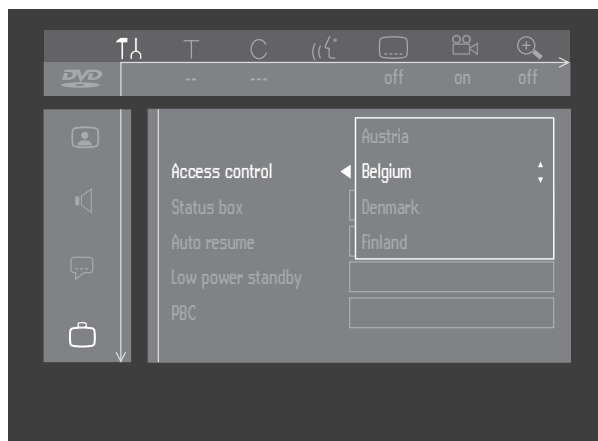 T C
DVD -- --- off on off
Austria
Access control Belgium
Status box Denmark
Auto resume Finland
Low power standby
PBC